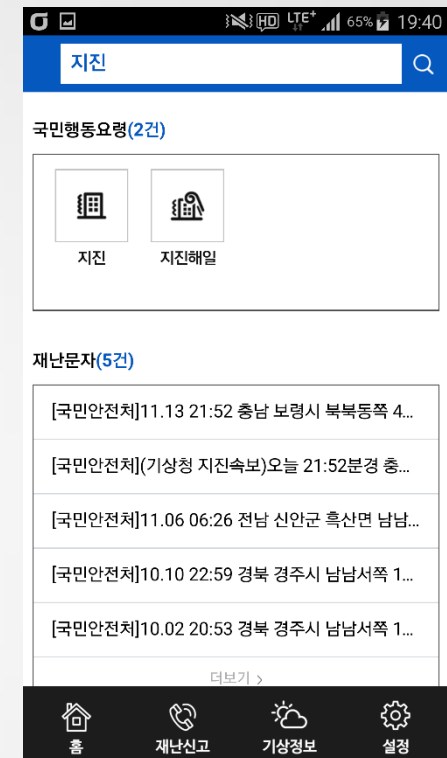 HD LTE+ 65% 19:40
지진
국민행동요령(2건)
지진 지진해일
재난문자(5건)
[국민안전처]11.13 21:52 충남 보령시 북북동쪽 4...
[국민안전처](기상청 지진속보)오늘 21:52분경 충...
[국민안전처]11.06 06:26 전남 신안군 흑산면 남남...
[국민안전처]10.10 22:59 경북 경주시 남남서쪽 1...
[국민안전처]10.02 20:53 경북 경주시 남남서쪽 1...
더보기 >
홈 재난신고 기상정보 설정